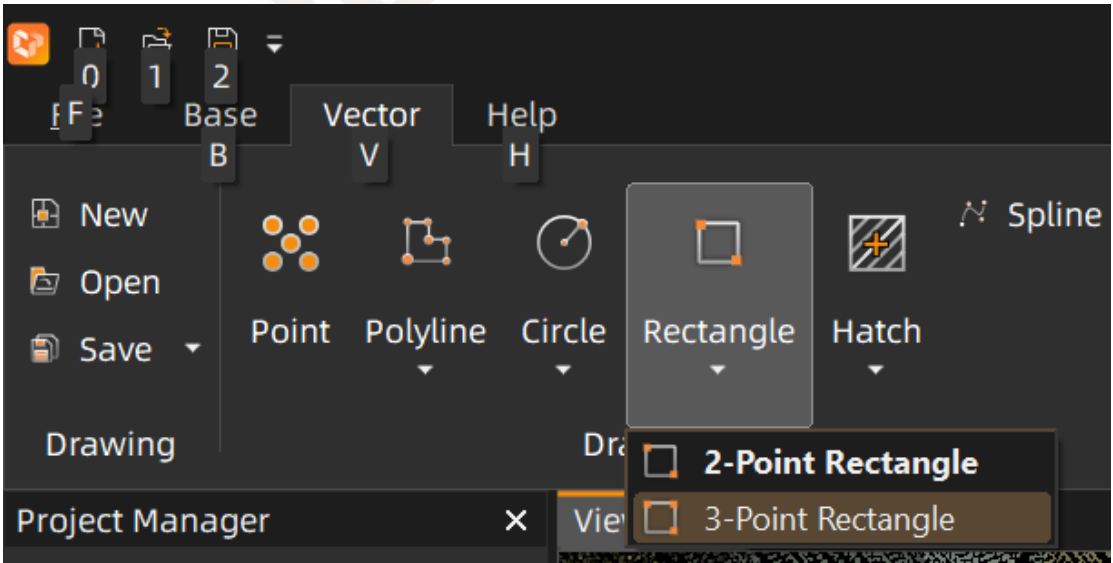 0 1 2
F
Base Vector Help
B V H
New
Open
Save
Point Polyline Circle Rectangle Hatch
Spline
Drawing
2-Point Rectangle
3-Point Rectangle
Project Manager